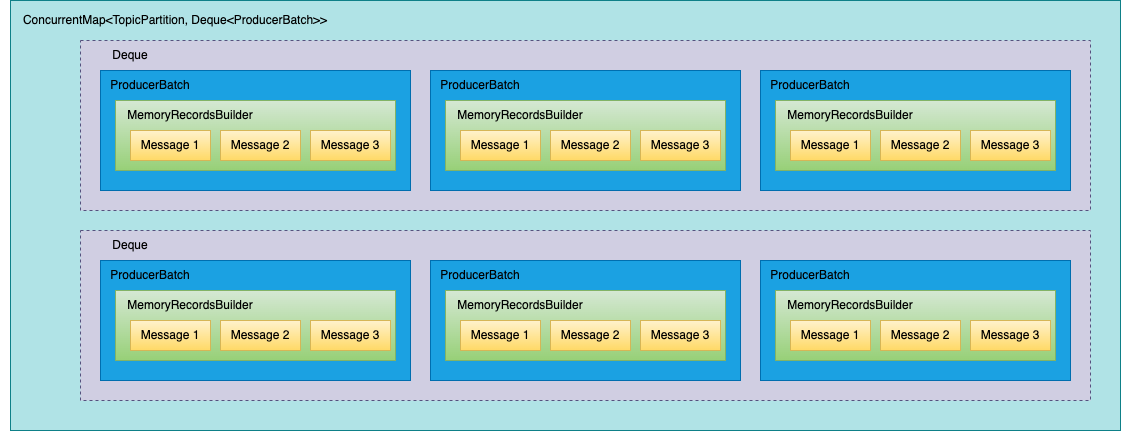 ConcurrentMap<TopicPartition, Deque<ProducerBatch>>
Deque
ProducerBatch ProducerBatch ProducerBatch
MemoryRecordsBuilder MemoryRecordsBuilder MemoryRecordsBuilder
Message 1 Message 2 Message 3 Message 1 Message 2 Message 3 Message 1 Message 2 Message 3
Deque
ProducerBatch ProducerBatch ProducerBatch
MemoryRecordsBuilder MemoryRecordsBuilder MemoryRecordsBuilder
Message 1 Message 2 Message 3 Message 1 Message 2 Message 3 Message 1 Message 2 Message 3